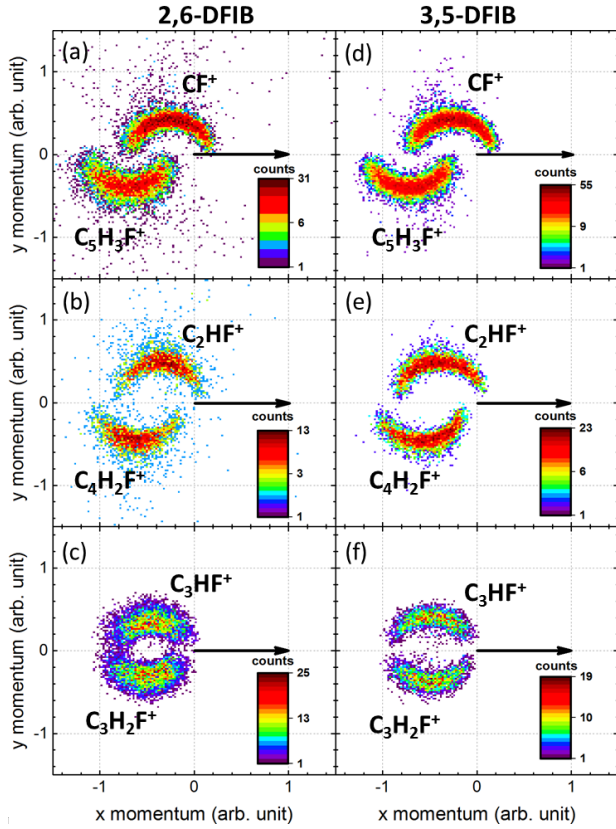 2,6-DFIB 3,5-DFIB
(a) CF⁺ (d) CF⁺
y momentum (arb. unit)
1
0
-1
counts
31
6
1
counts
55
9
1
C₅H₃F⁺ C₅H₃F⁺
(b) C₂HF⁺ (e) C₂HF⁺
y momentum (arb. unit)
1
0
-1
counts
13
3
1
counts
23
6
1
C₄H₂F⁺ C₄H₂F⁺
(c) C₃HF⁺ (f) C₃HF⁺
y momentum (arb. unit)
1
0
-1
counts
25
13
1
counts
19
10
1
C₃H₂F⁺ C₃H₂F⁺
-1 0 1 -1 0 1
x momentum (arb. unit) x momentum (arb. unit)